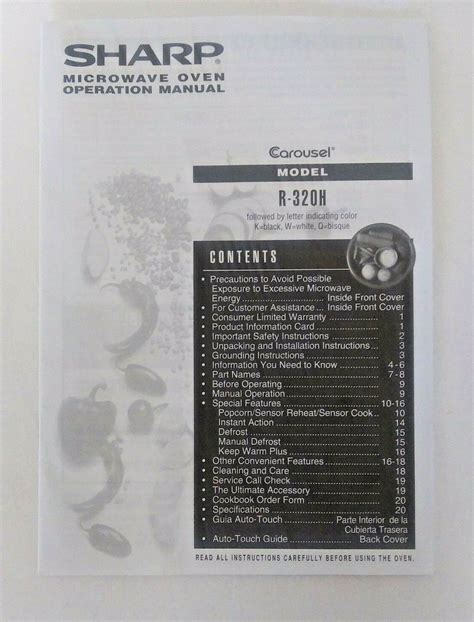 SHARP®
MICROWAVE OVEN
OPERATION MANUAL
Carousel®
MODEL
R-320H
followed by letter indicating color
K=black, W=white, Q=bisque
CONTENTS
• Precautions to Avoid Possible
Exposure to Excessive Microwave
Energy .......................... Inside Front Cover
• For Customer Assistance ... Inside Front Cover
• Consumer Limited Warranty .................... 1
• Product Information Card ........................ 1
• Important Safety Instructions .................. 2
• Unpacking and Installation Instructions ... 3
• Grounding Instructions ............................ 3
• Information You Need to Know ............ 4-6
• Part Names .......................................... 7-8
• Before Operating ..................................... 9
• Manual Operation .................................... 9
• Special Features ............................... 10-16
Popcorn/Sensor Reheat/Sensor Cook .. 10
Instant Action ...................................... 14
Defrost ................................................ 15
Manual Defrost .................................... 15
Keep Warm Plus .................................. 16
• Other Convenient Features ............... 16-18
• Cleaning and Care ................................ 18
• Service Call Check ................................ 19
• The Ultimate Accessory ......................... 19
• Cookbook Order Form ........................... 20
• Specifications ........................................ 20
• Guia Auto-Touch ............ Parte Interior de la
Cubierta Trasera
• Auto-Touch Guide ..................... Back Cover
READ ALL INSTRUCTIONS CAREFULLY BEFORE USING THE OVEN.